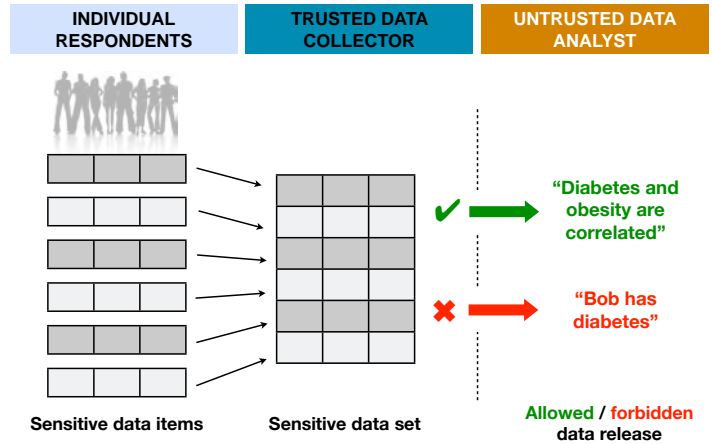 INDIVIDUAL
RESPONDENTS
TRUSTED DATA
COLLECTOR
UNTRUSTED DATA
ANALYST
“Diabetes and
obesity are
correlated”
“Bob has
diabetes”
Sensitive data items
Sensitive data set
Allowed / forbidden
data release